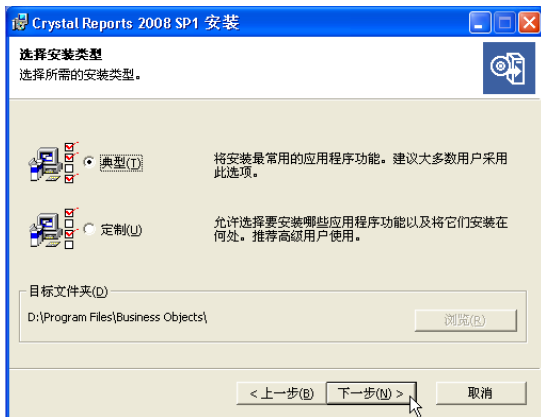 Crystal Reports 2008 SP1 安装
选择安装类型
选择所需的安装类型。
典型(T)
将安装最常用的应用程序功能。建议大多数用户采用
此选项。
定制(U)
允许选择要安装哪些应用程序功能以及将它们安装在
何处。推荐高级用户使用。
目标文件夹(D)
D:\Program Files\Business Objects\
浏览(R)
< 上一步(B) 下一步(N) > 取消